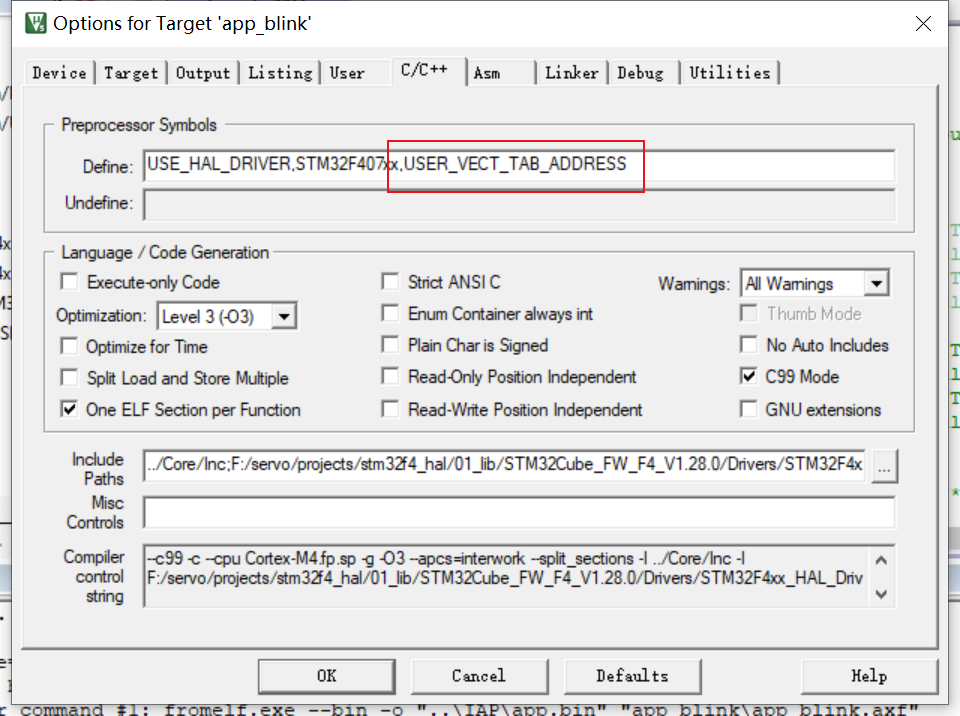 Options for Target 'app_blink'
Device Target Output Listing User C/C++ Asm Linker Debug Utilities
Preprocessor Symbols
Define: USE_HAL_DRIVER,STM32F407xx,USER_VECT_TAB_ADDRESS
Undefine:
Language / Code Generation
Execute-only Code Strict ANSI C Warnings: All Warnings
Optimization: Level 3 (-O3) Enum Container always int Thumb Mode
Optimize for Time Plain Char is Signed No Auto Includes
Split Load and Store Multiple Read-Only Position Independent C99 Mode
One ELF Section per Function Read-Write Position Independent GNU extensions
Include Paths ../Core/Inc;F:/servo/projects/stm32f4_hal/01_lib/STM32Cube_FW_F4_V1.28.0/Drivers/STM32F4x ...
Misc Controls
Compiler control string --c99 -c --cpu Cortex-M4.fp.sp -g -O3 --apcs=interwork --split_sections -I ../Core/Inc -I
F:/servo/projects/stm32f4_hal/01_lib/STM32Cube_FW_F4_V1.28.0/Drivers/STM32F4xx_HAL_Driv
OK Cancel Defaults Help
command #1: fromelf.exe --bin -o "..\IAP\app.bin" "app_blink\app_blink.axf"